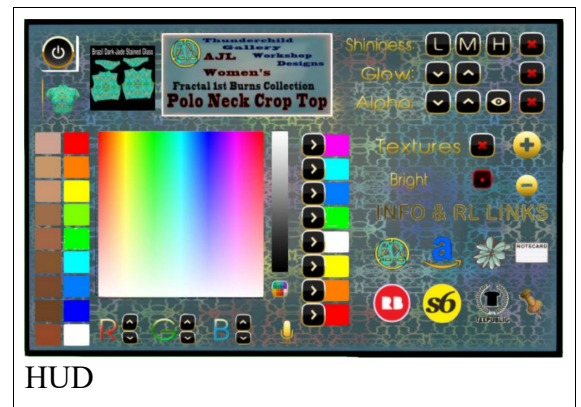 Brazil Dark-Jade Stained Glass
Thunderchild
Gallery
AJL Workshop
Designs
Women's
Fractal 1st Burns Collection
Polo Neck Crop Top
Shininess: L M H
Glow:
Alpha:
Textures
Bright
INFO & RL LINKS
a
NOTECARD
RB
s6
TEEPUBLIC
R G B
HUD